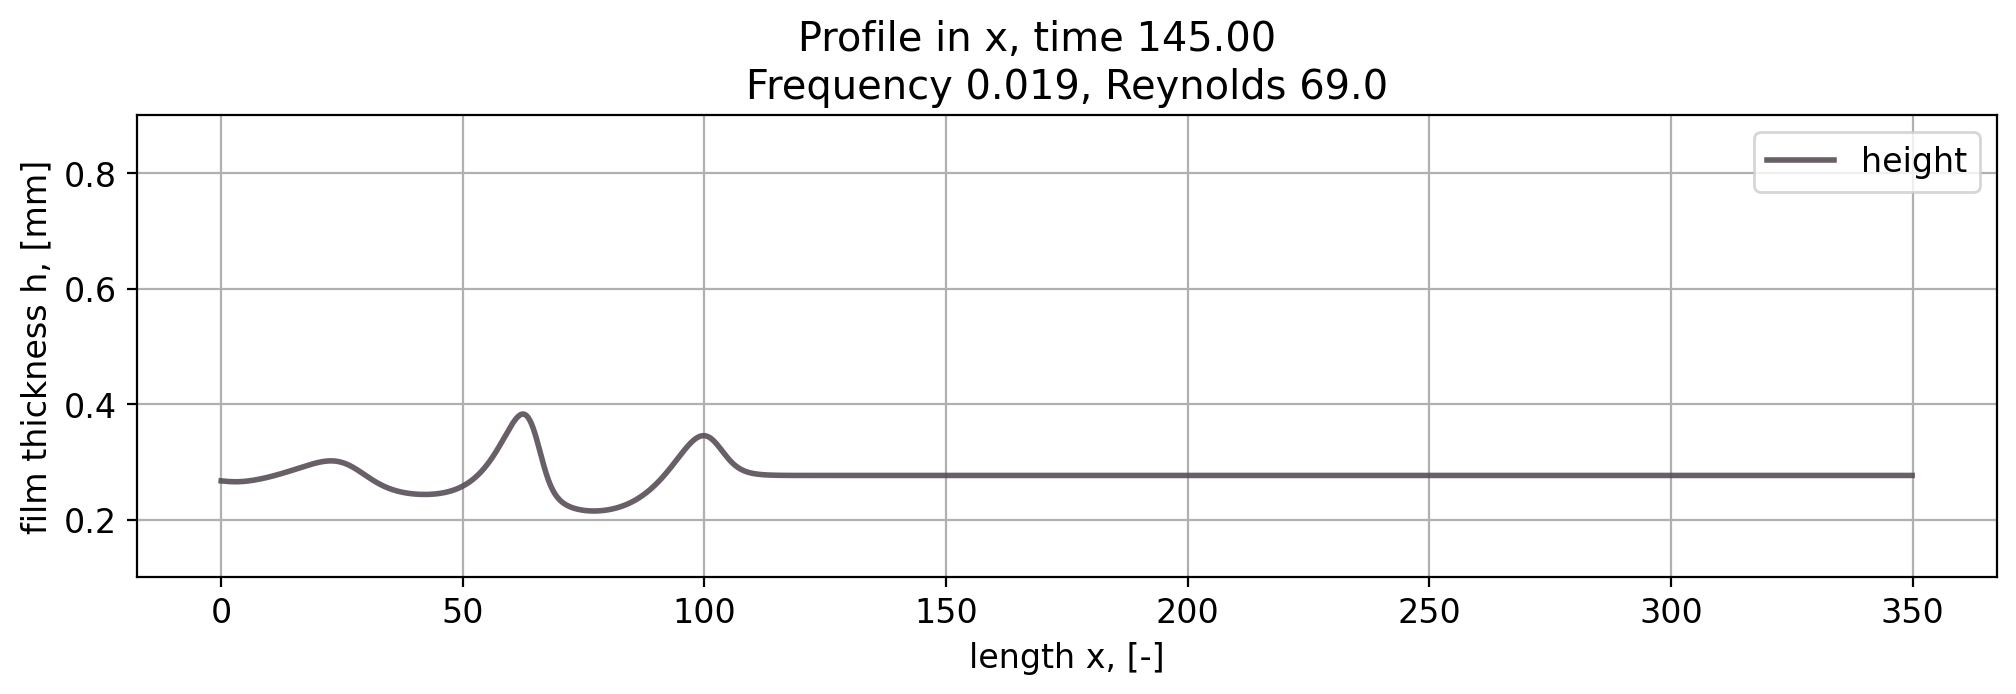 Profile in x, time 145.00
Frequency 0.019, Reynolds 69.0
height
film thickness h, [mm]
0.8
0.6
0.4
0.2
0 50 100 150 200 250 300 350
length x, [-]